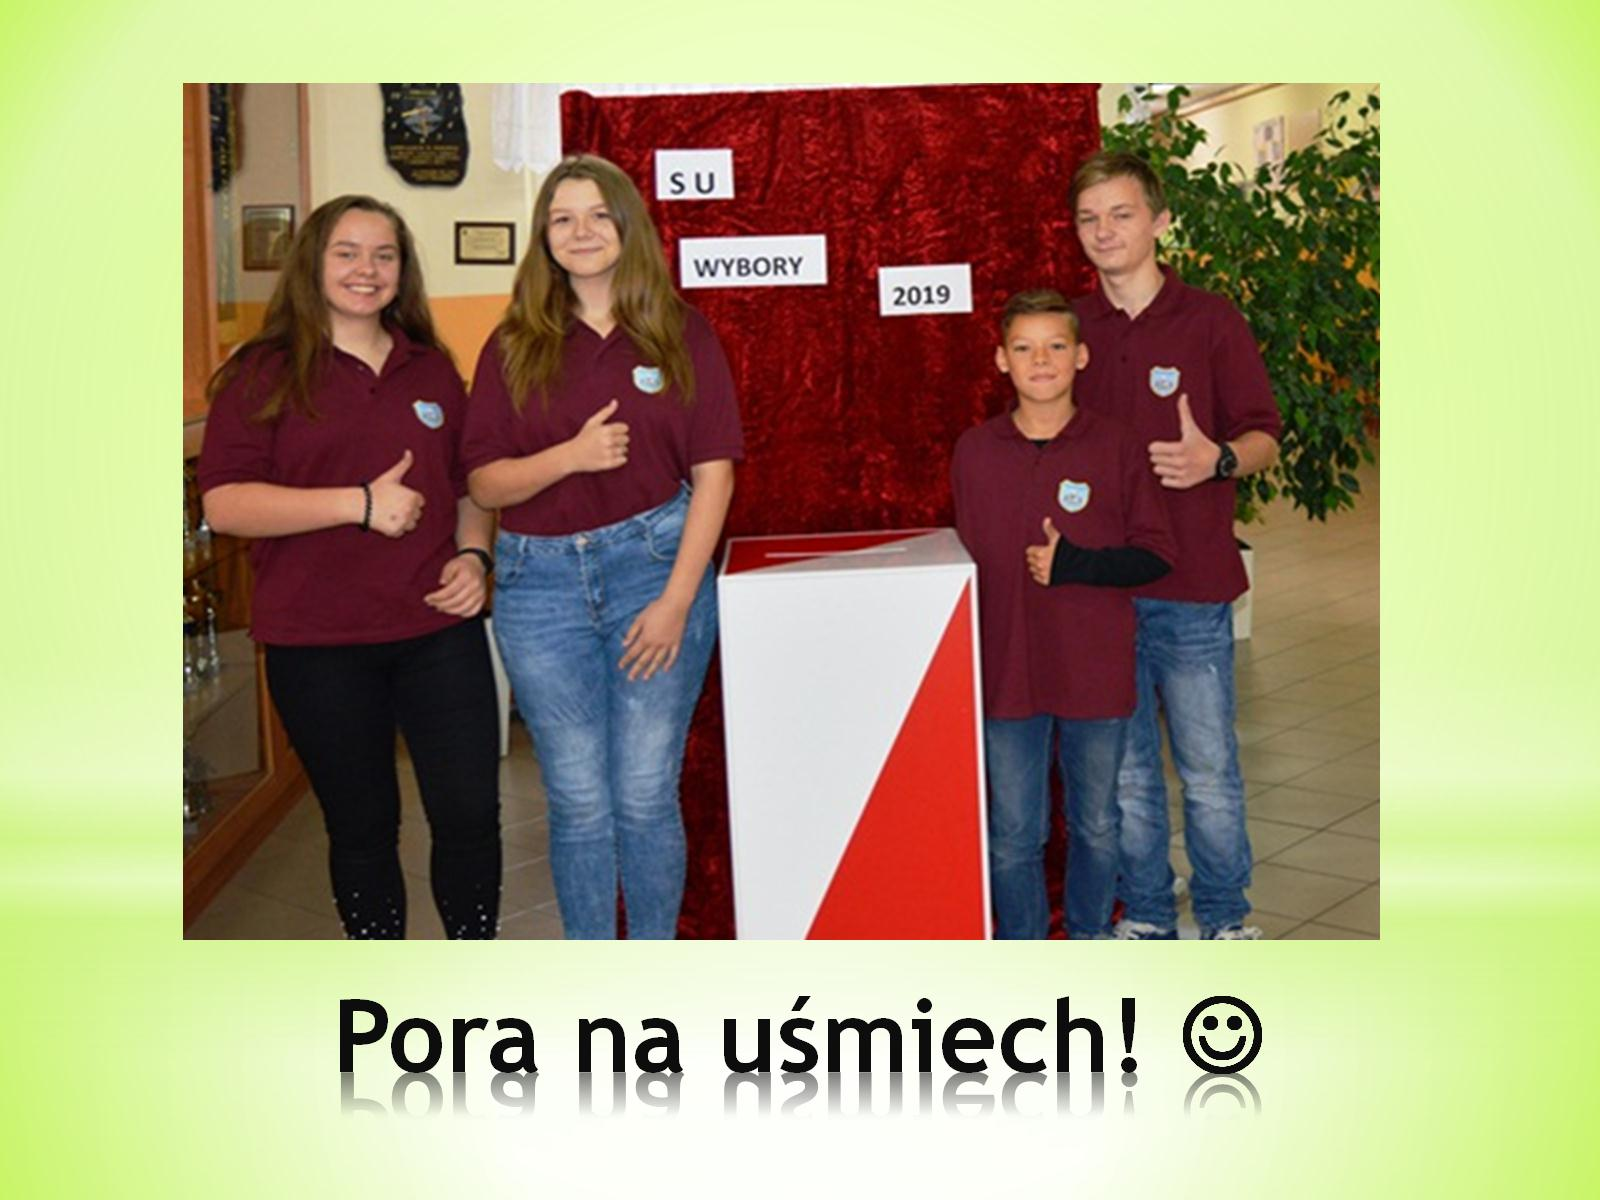 S U
WYBORY
2019
Pora na uśmiech! ☺